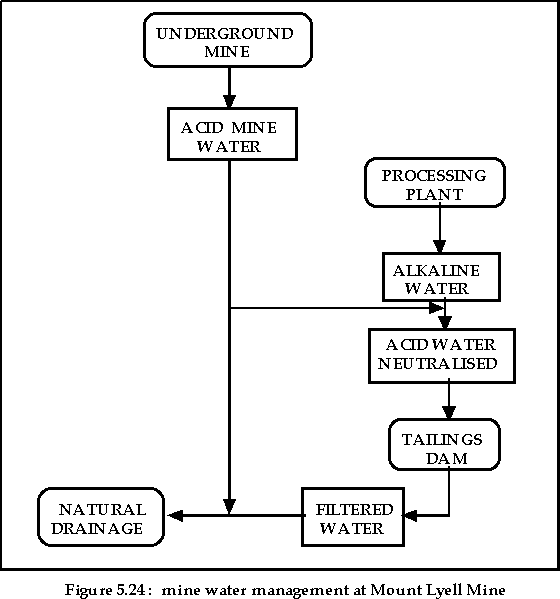 UNDERGROUND
MINE
ACID MINE
WATER
PROCESSING
PLANT
ALKALINE
WATER
ACID WATER
NEUTRALISED
TAILINGS
DAM
NATURAL
DRAINAGE
FILTERED
WATER
Figure 5.24: mine water management at Mount Lyell Mine